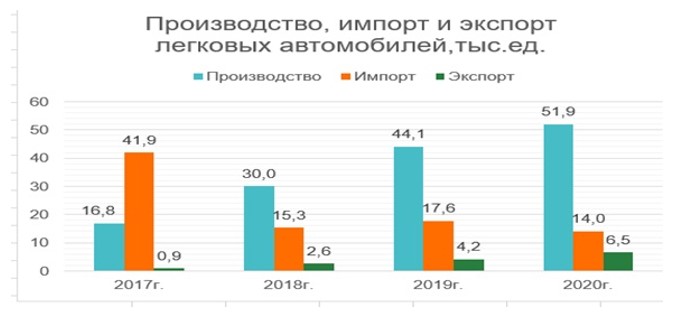 Производство, импорт и экспорт
легковых автомобилей,тыс.ед.
Производство Импорт Экспорт
60
50
40
30
20
10
0
16,8 41,9 0,9
30,0 15,3 2,6
44,1 17,6 4,2
51,9 14,0 6,5
2017г. 2018г. 2019г. 2020г.